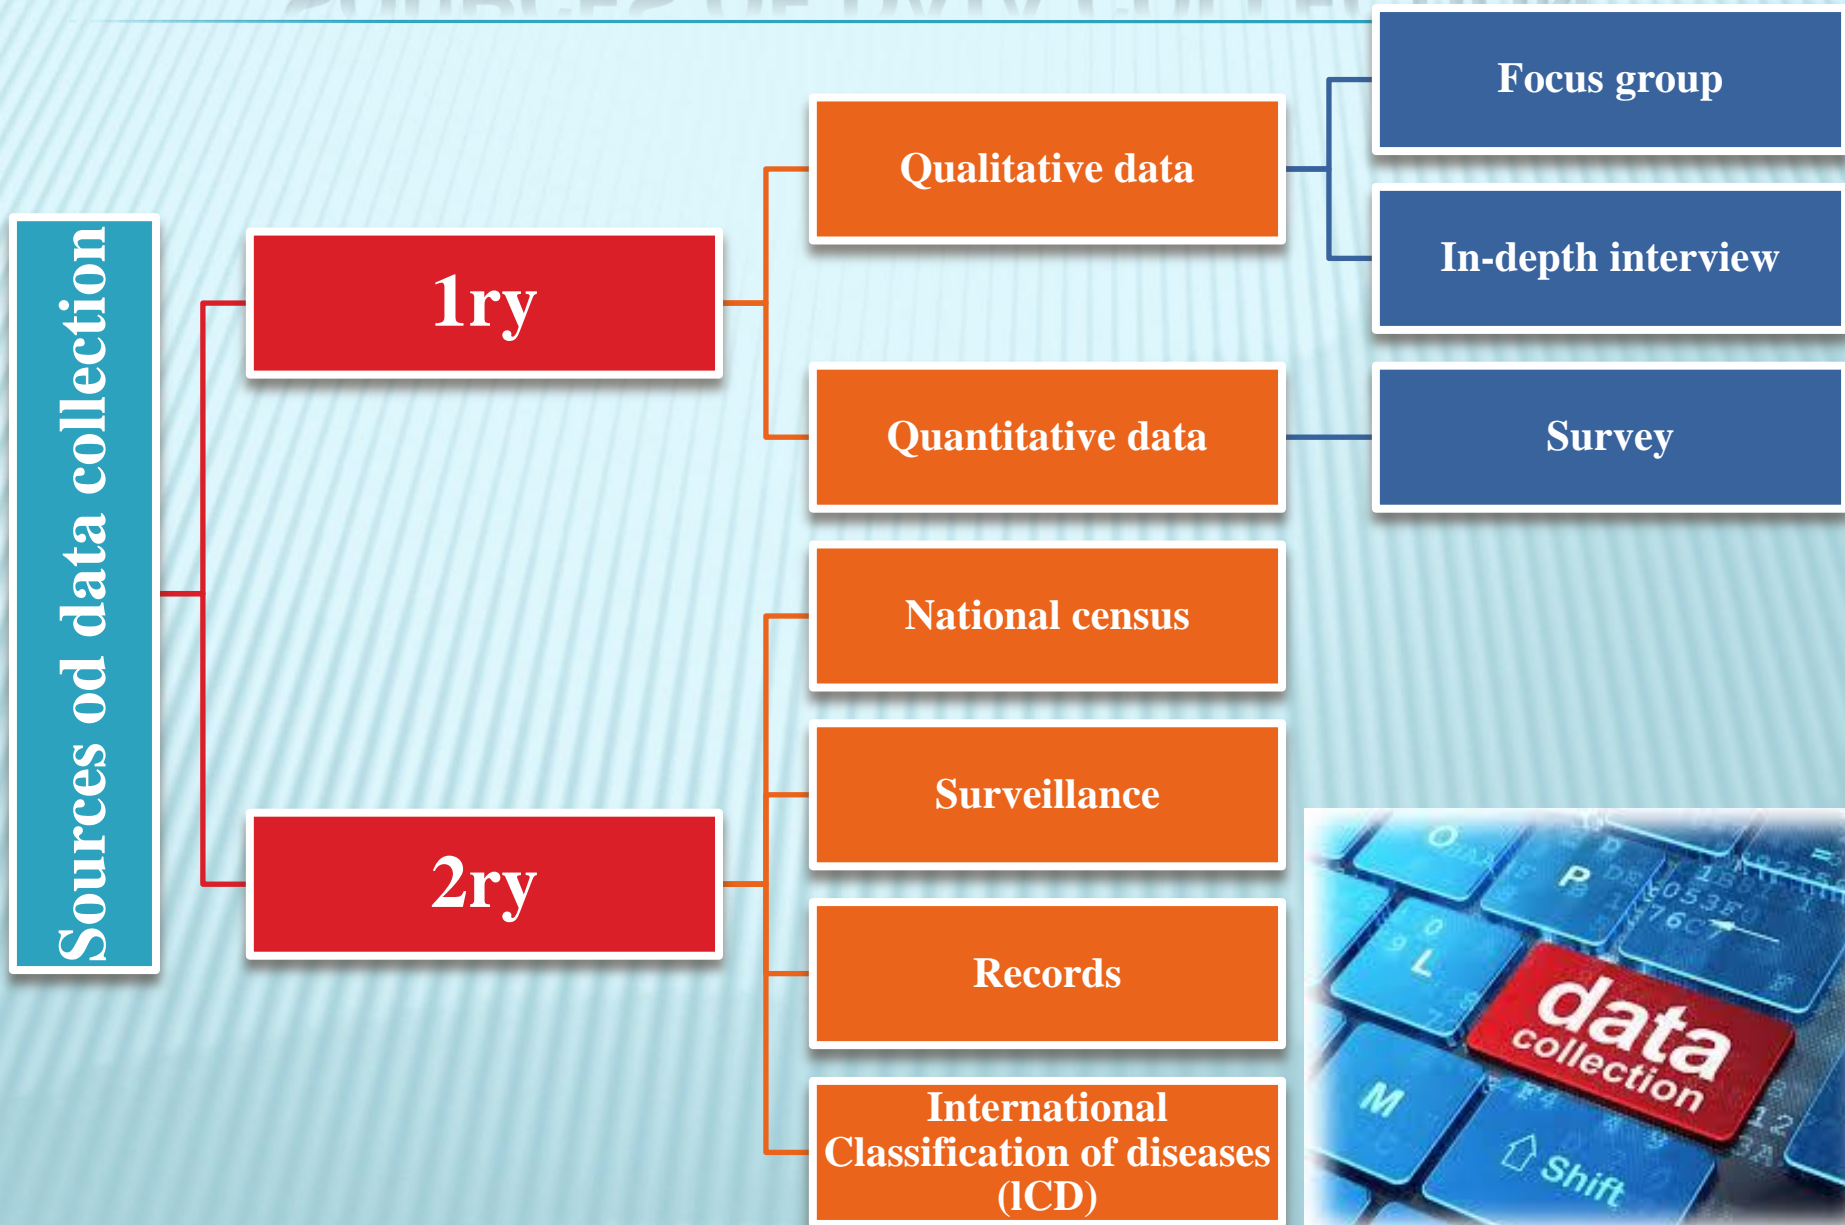 Sources od data collection
1ry
Qualitative data
Focus group
In-depth interview
Quantitative data
Survey
2ry
National census
Surveillance
Records
International
Classification of diseases
(lCD)
data
collection
O
P
L
M
Shift